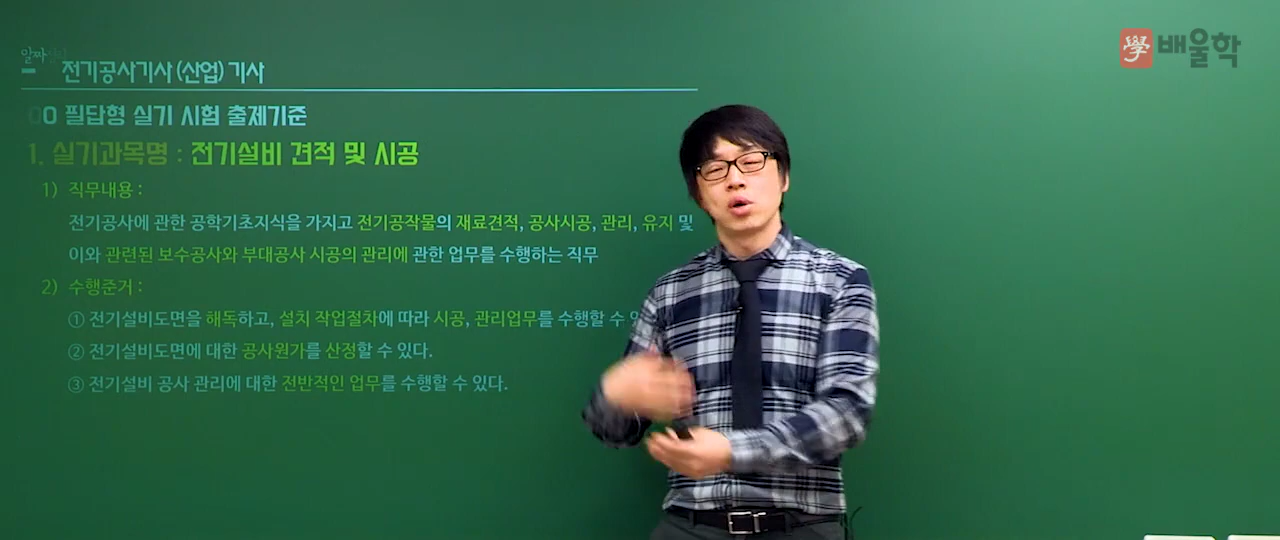 學 배울학
알짜
전기공사기사(산업)기사
00 필답형 실기 시험 출제기준
1. 실기과목명 : 전기설비 견적 및 시공
1) 직무내용 :
전기공사에 관한 공학기초지식을 가지고 전기공작물의 재료견적, 공사시공, 관리, 유지 및
이와 관련된 보수공사와 부대공사 시공의 관리에 관한 업무를 수행하는 직무
2) 수행준거 :
① 전기설비도면을 해독하고, 설치 작업절차에 따라 시공, 관리업무를 수행할 수
② 전기설비도면에 대한 공사원가를 산정할 수 있다.
③ 전기설비 공사 관리에 대한 전반적인 업무를 수행할 수 있다.